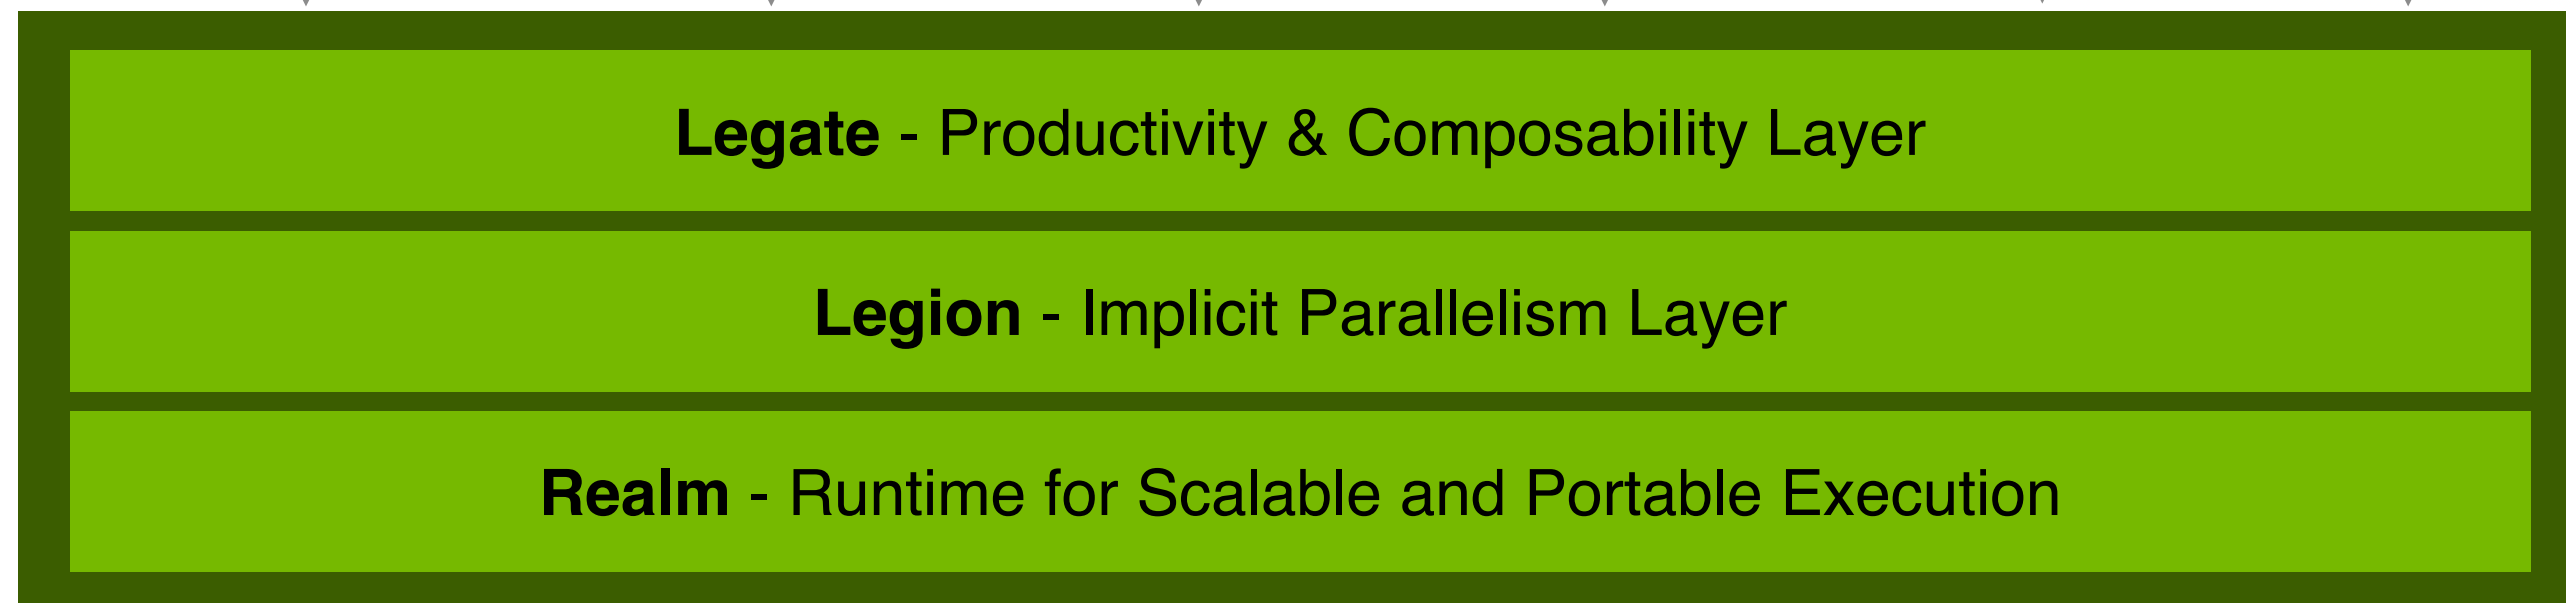 Legate - Productivity & Composability Layer
Legion - Implicit Parallelism Layer
Realm - Runtime for Scalable and Portable Execution